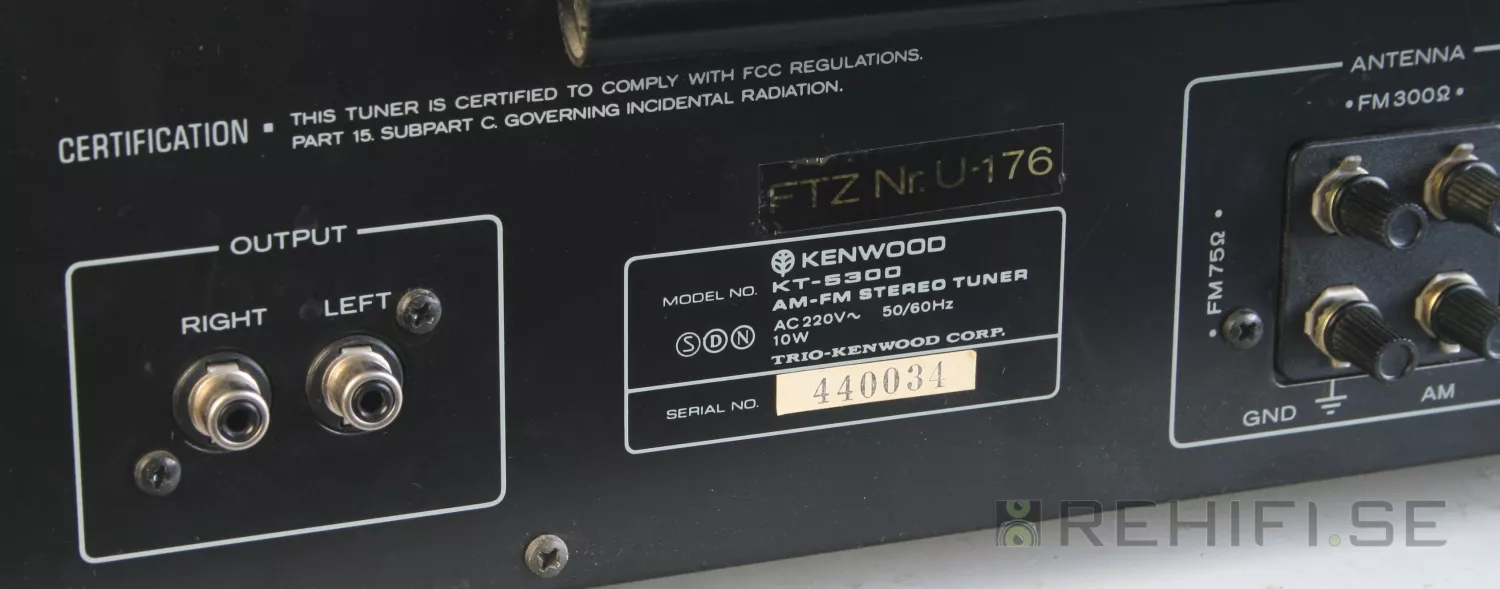 CERTIFICATION ▪ THIS TUNER IS CERTIFIED TO COMPLY WITH FCC REGULATIONS.
PART 15. SUBPART C. GOVERNING INCIDENTAL RADIATION.
FTZ Nr. U-176
OUTPUT
RIGHT LEFT
KENWOOD
MODEL NO. KT-5300
AM-FM STEREO TUNER
AC 220V~ 50/60Hz
S D N 10W
TRIO-KENWOOD CORP.
SERIAL NO. 440034
ANTENNA
• FM 300Ω •
• FM 75Ω •
GND AM
REHIFI.SE